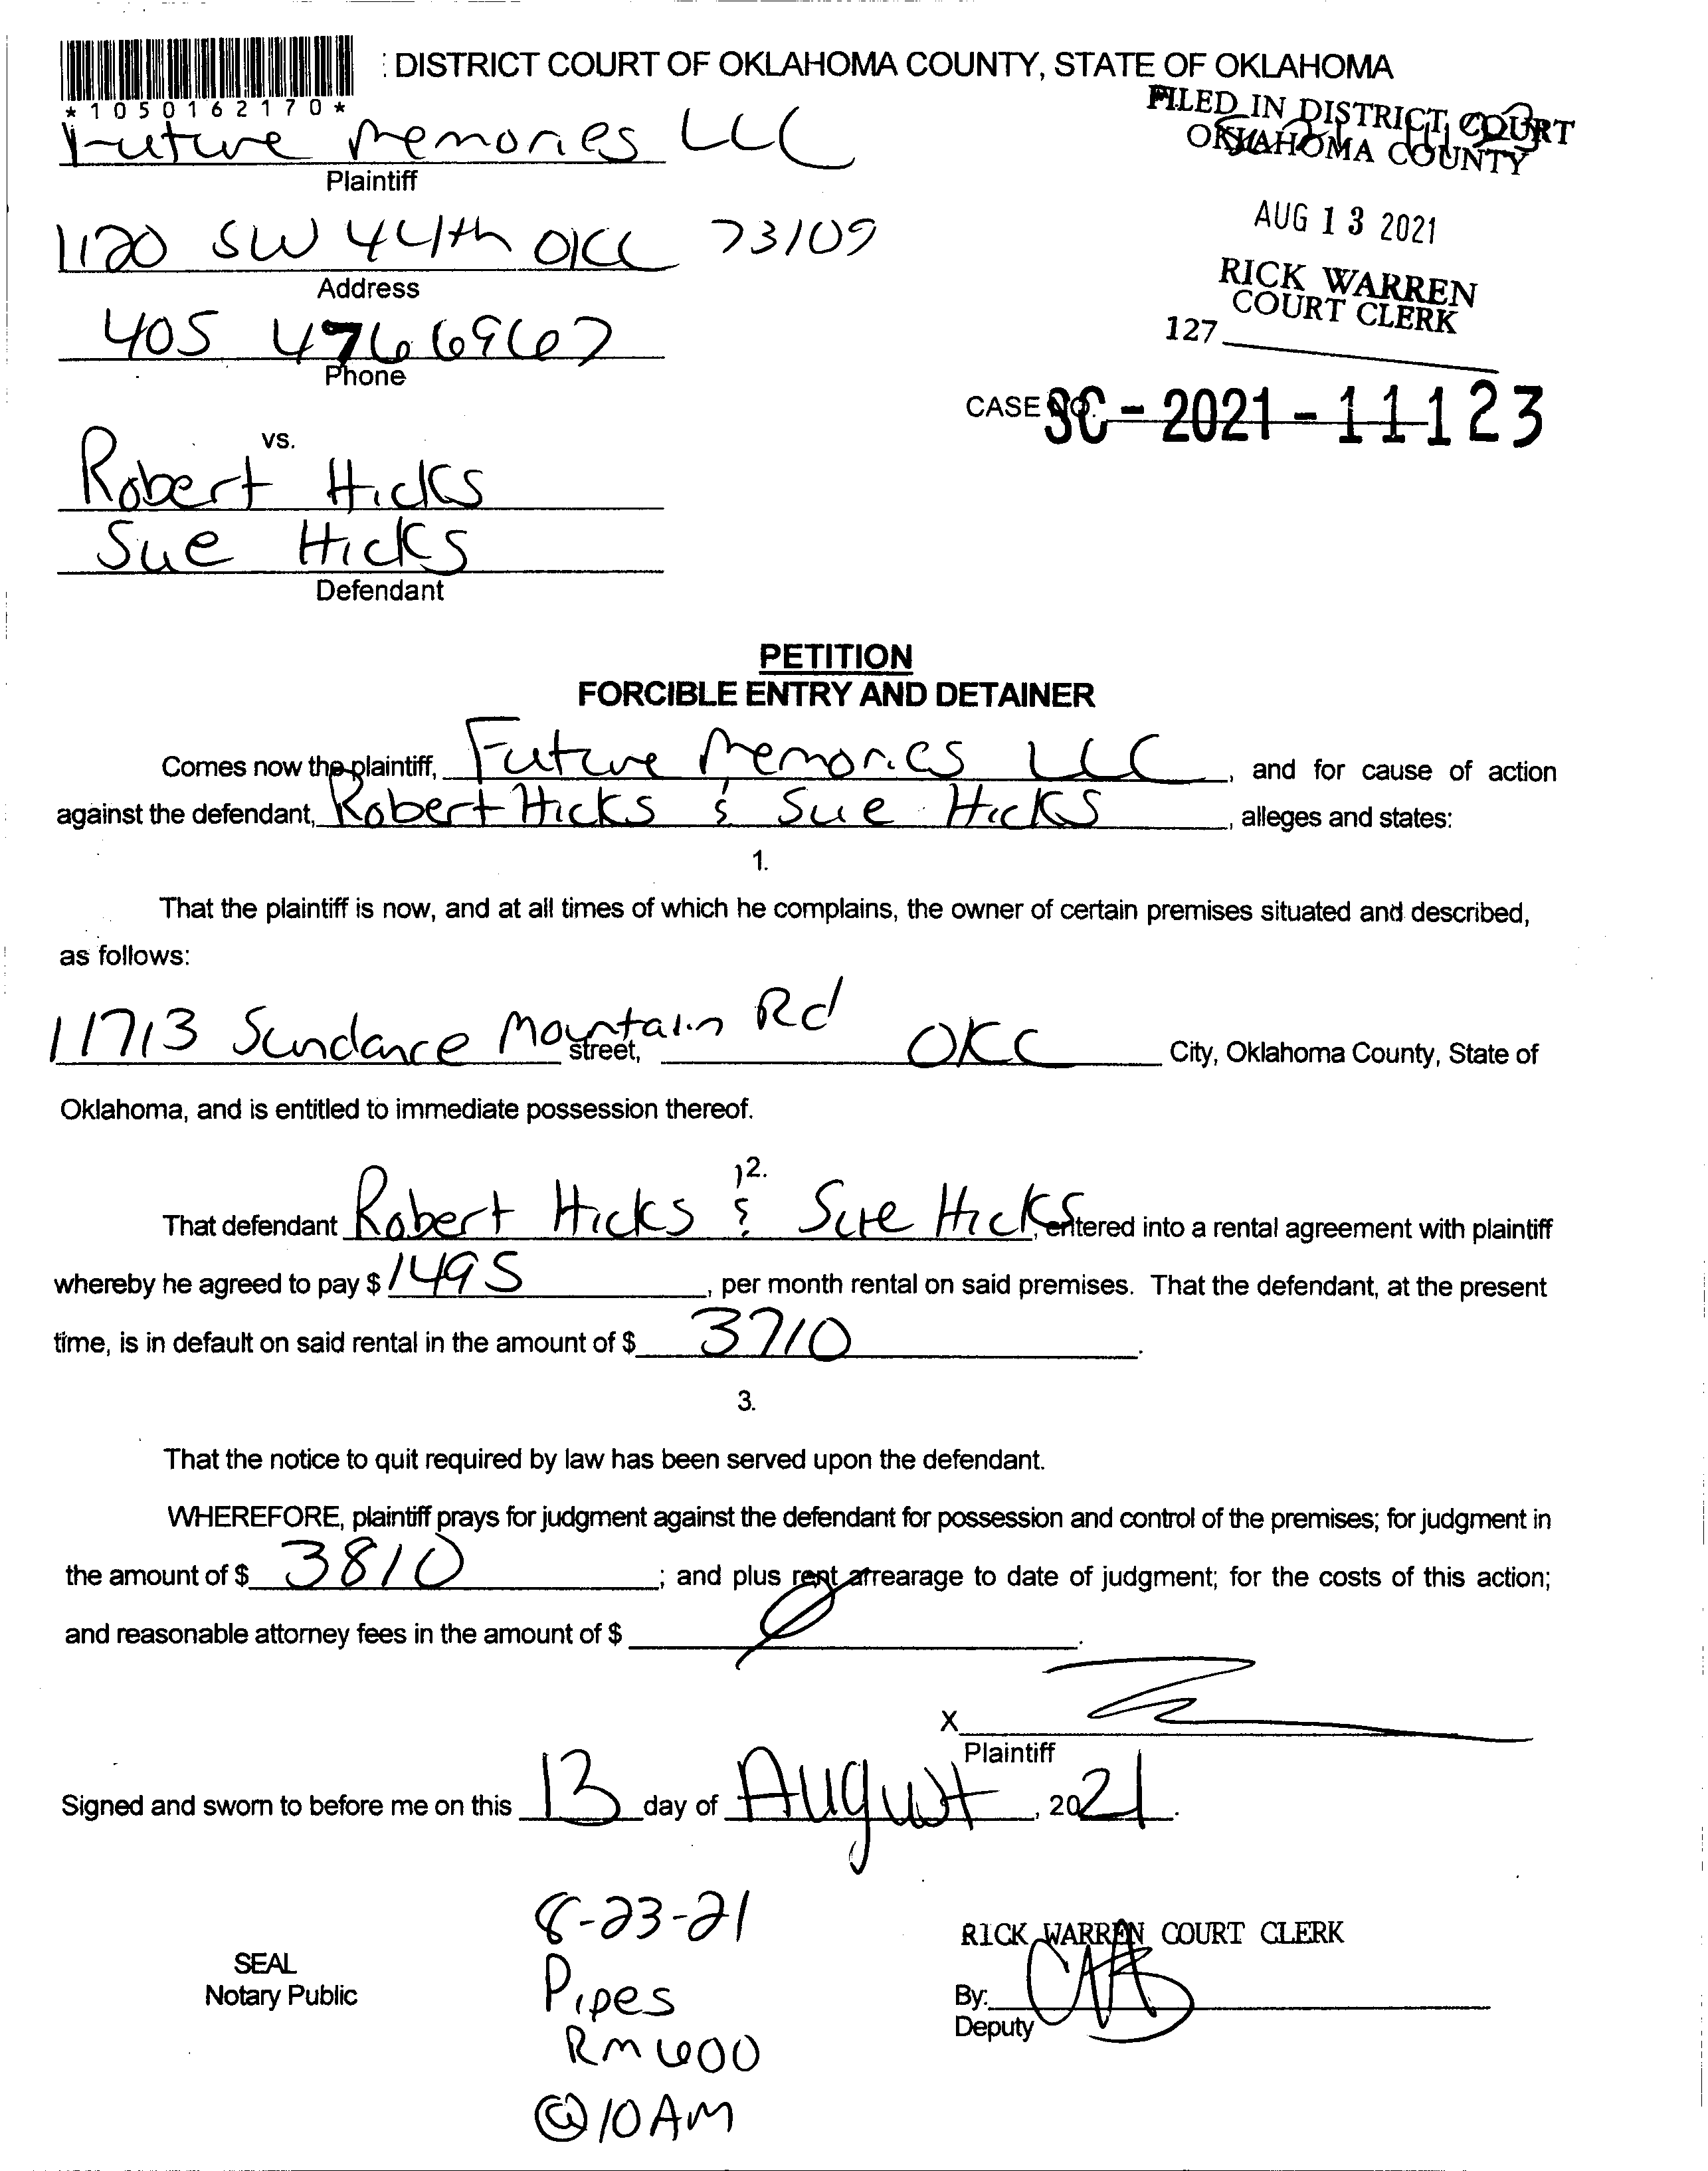 : DISTRICT COURT OF OKLAHOMA COUNTY, STATE OF OKLAHOMA
*1050162170*
FILED IN DISTRICT COURT
OKLAHOMA COUNTY
Future Memories LLC
Plaintiff
AUG 13 2021
1120 SW 44th OKC 73109
Address
RICK WARREN
COURT CLERK
127
405 476 6967
Phone
CASE NO. SC-2021-11123
vs.
Robert Hicks
Sue Hicks
Defendant
PETITION
FORCIBLE ENTRY AND DETAINER
Comes now the plaintiff, Future Memories LLC, and for cause of action
against the defendant, Robert Hicks & Sue Hicks, alleges and states:
1.
That the plaintiff is now, and at all times of which he complains, the owner of certain premises situated and described,
as follows:
11713 Sundance Mountain Rd street, OKC City, Oklahoma County, State of
Oklahoma, and is entitled to immediate possession thereof.
2.
That defendant Robert Hicks & Sue Hicks, entered into a rental agreement with plaintiff
whereby he agreed to pay $ 1495, per month rental on said premises. That the defendant, at the present
time, is in default on said rental in the amount of $ 3710.
3.
That the notice to quit required by law has been served upon the defendant.
WHEREFORE, plaintiff prays for judgment against the defendant for possession and control of the premises; for judgment in
the amount of $ 3810; and plus rent arrearage to date of judgment; for the costs of this action;
and reasonable attorney fees in the amount of $ 0.
X
Plaintiff
Signed and sworn to before me on this 13 day of August, 2021.
8-23-21
Pipes
Rm 600
@ 10 AM
SEAL
Notary Public
RICK WARREN COURT CLERK
By:
Deputy